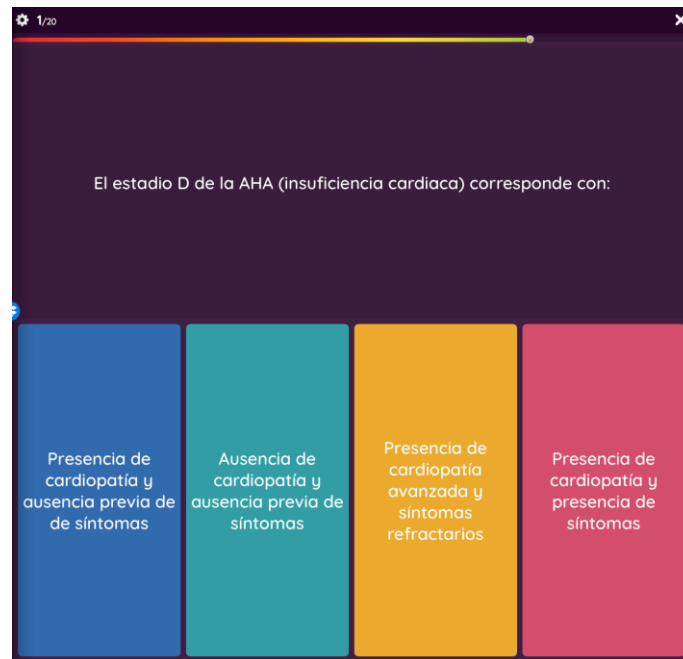 1/20
El estadio D de la AHA (insuficiencia cardiaca) corresponde con:
Presencia de
cardiopatía y
ausencia previa de
de síntomas
Ausencia de
cardiopatía y
ausencia previa de
síntomas
Presencia de
cardiopatía
avanzada y
síntomas
refractarios
Presencia de
cardiopatía y
presencia de
síntomas